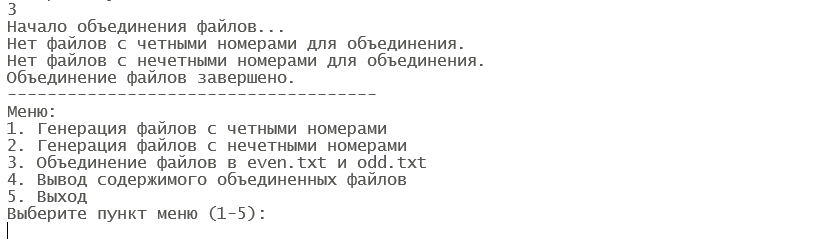 3
Начало объединения файлов...
Нет файлов с четными номерами для объединения.
Нет файлов с нечетными номерами для объединения.
Объединение файлов завершено.
-------------------------------------
Меню:
1. Генерация файлов с четными номерами
2. Генерация файлов с нечетными номерами
3. Объединение файлов в even.txt и odd.txt
4. Вывод содержимого объединенных файлов
5. Выход
Выберите пункт меню (1-5):